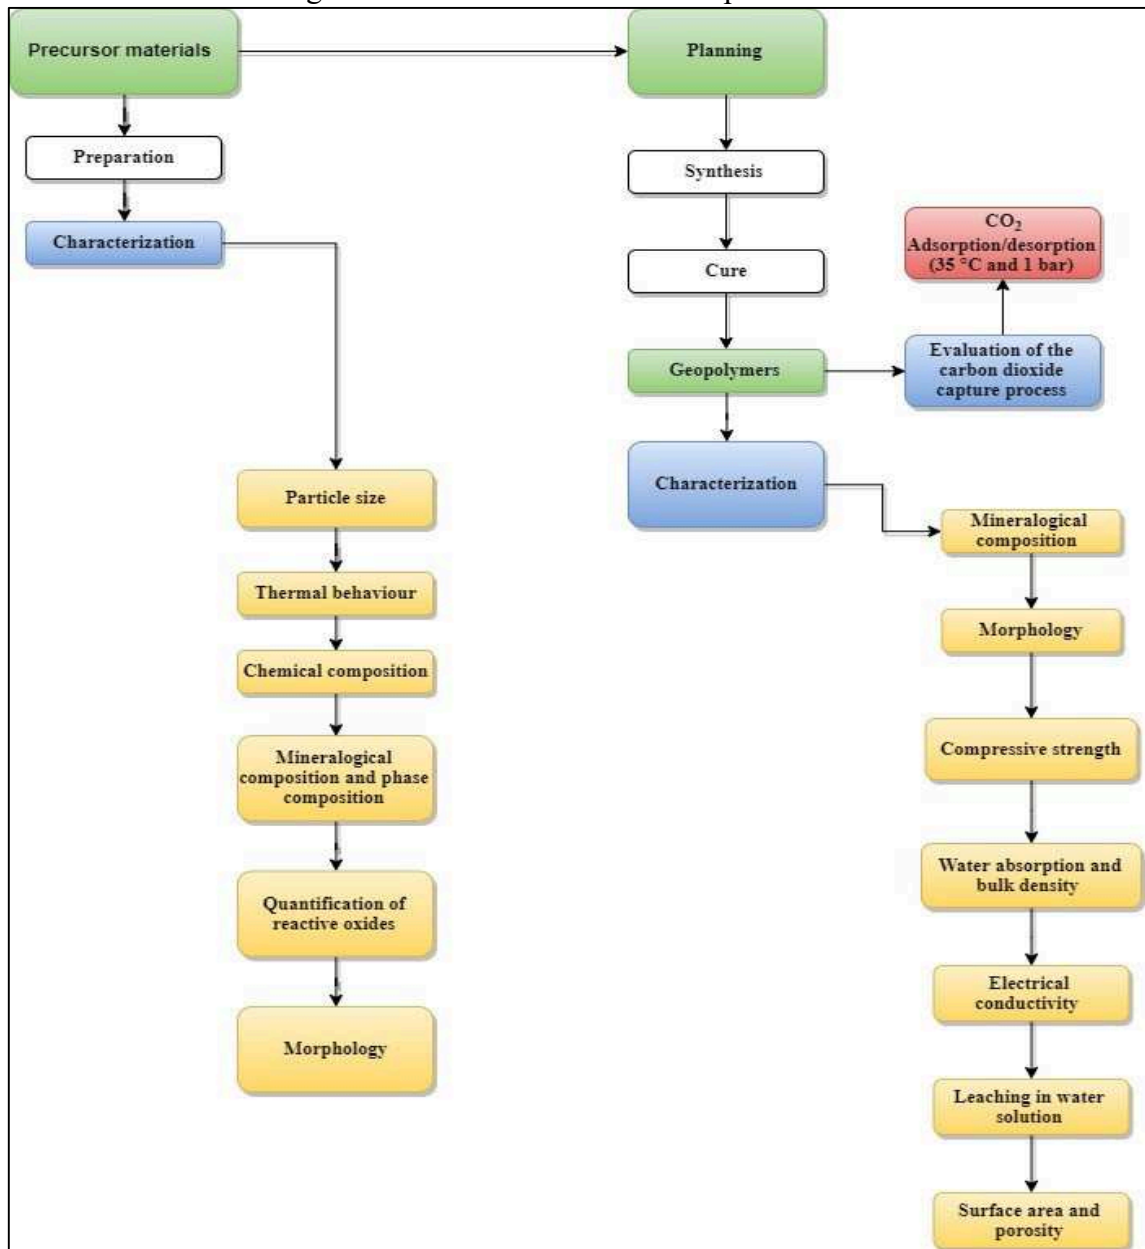 Precursor materials
Planning
Preparation
Characterization
Synthesis
Cure
Geopolymers
CO₂
Adsorption/desorption
(35 °C and 1 bar)
Evaluation of the
carbon dioxide
capture process
Characterization
Particle size
Thermal behaviour
Chemical composition
Mineralogical
composition and phase
composition
Quantification of
reactive oxides
Morphology
Mineralogical
composition
Morphology
Compressive strength
Water absorption and
bulk density
Electrical
conductivity
Leaching in water
solution
Surface area and
porosity